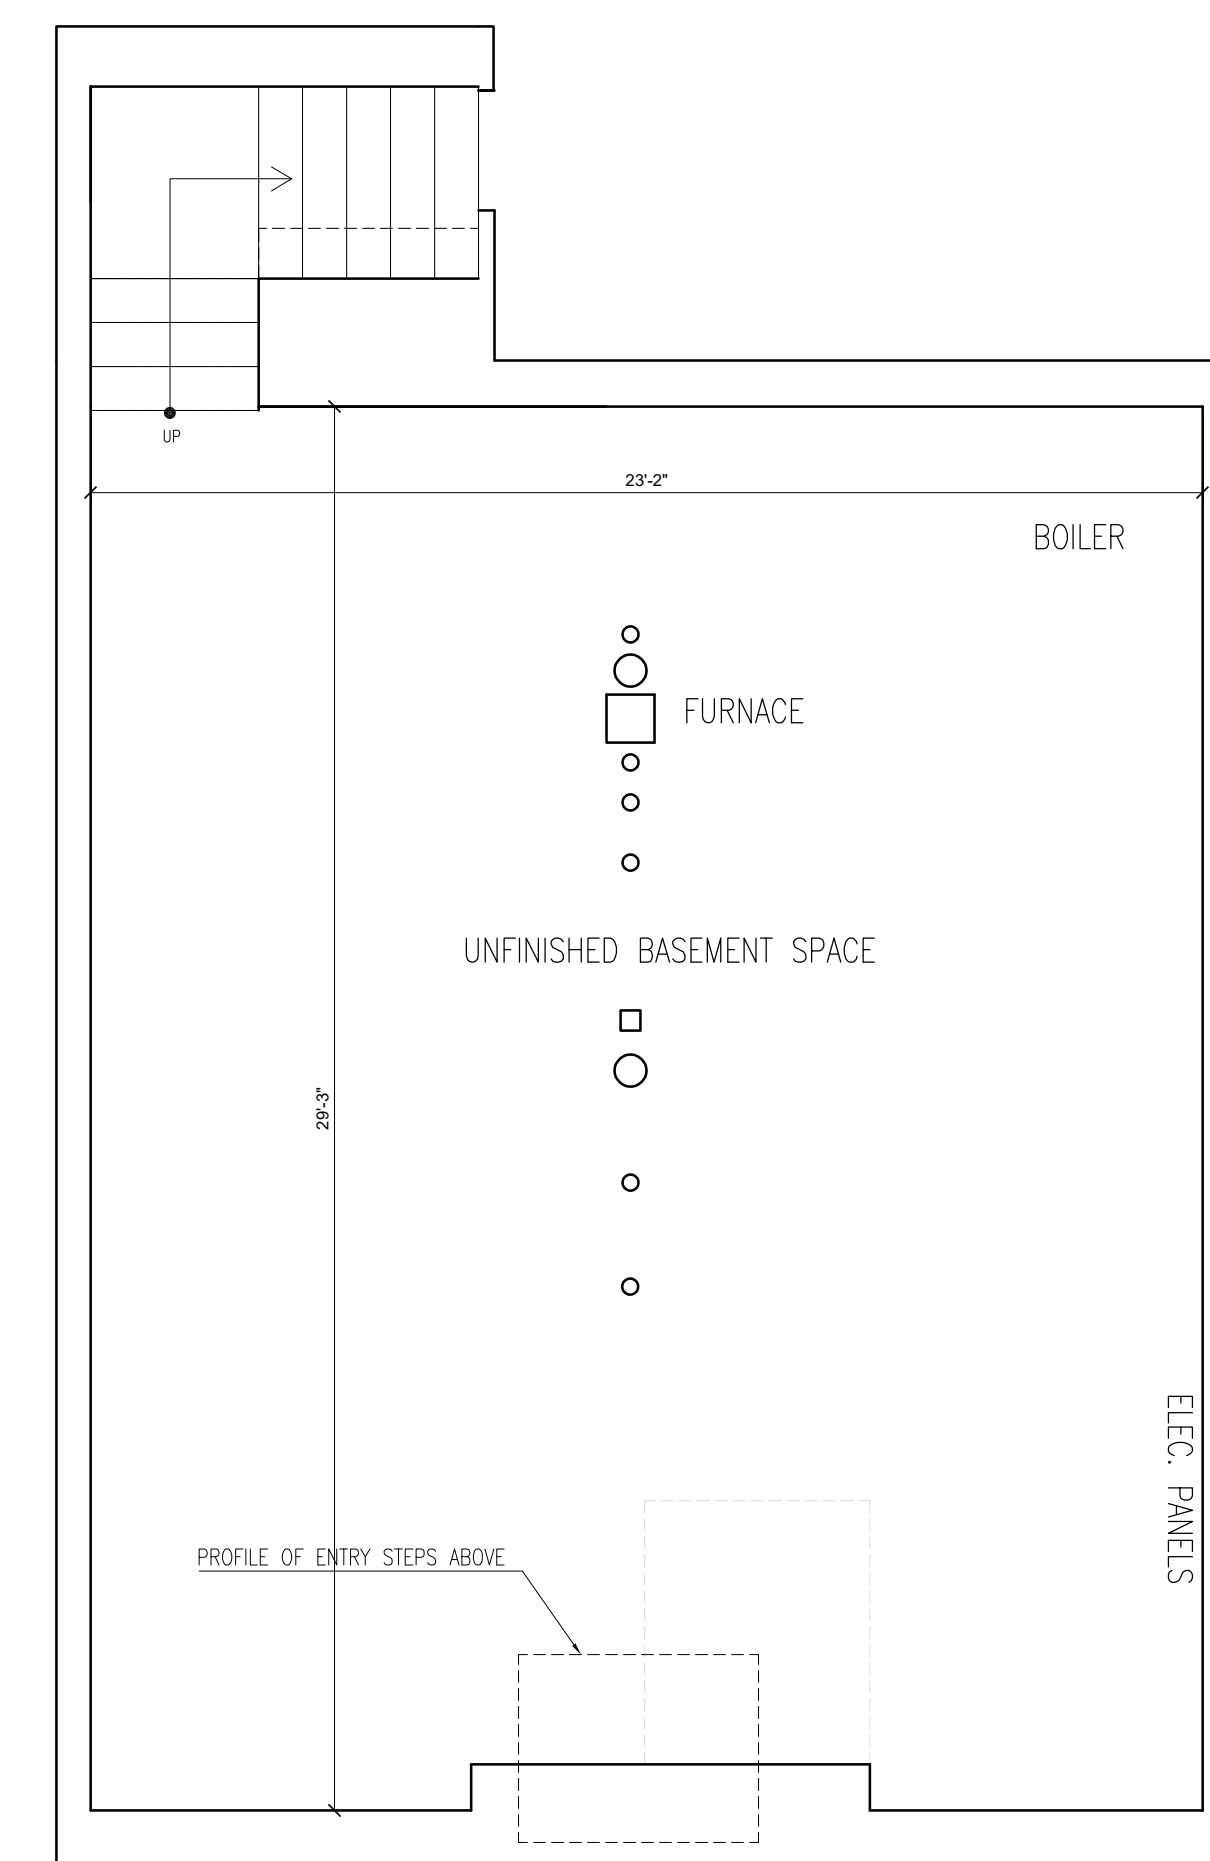 UP
23'-2"
BOILER
FURNACE
UNFINISHED BASEMENT SPACE
29'-3"
ELEC. PANELS
PROFILE OF ENTRY STEPS ABOVE